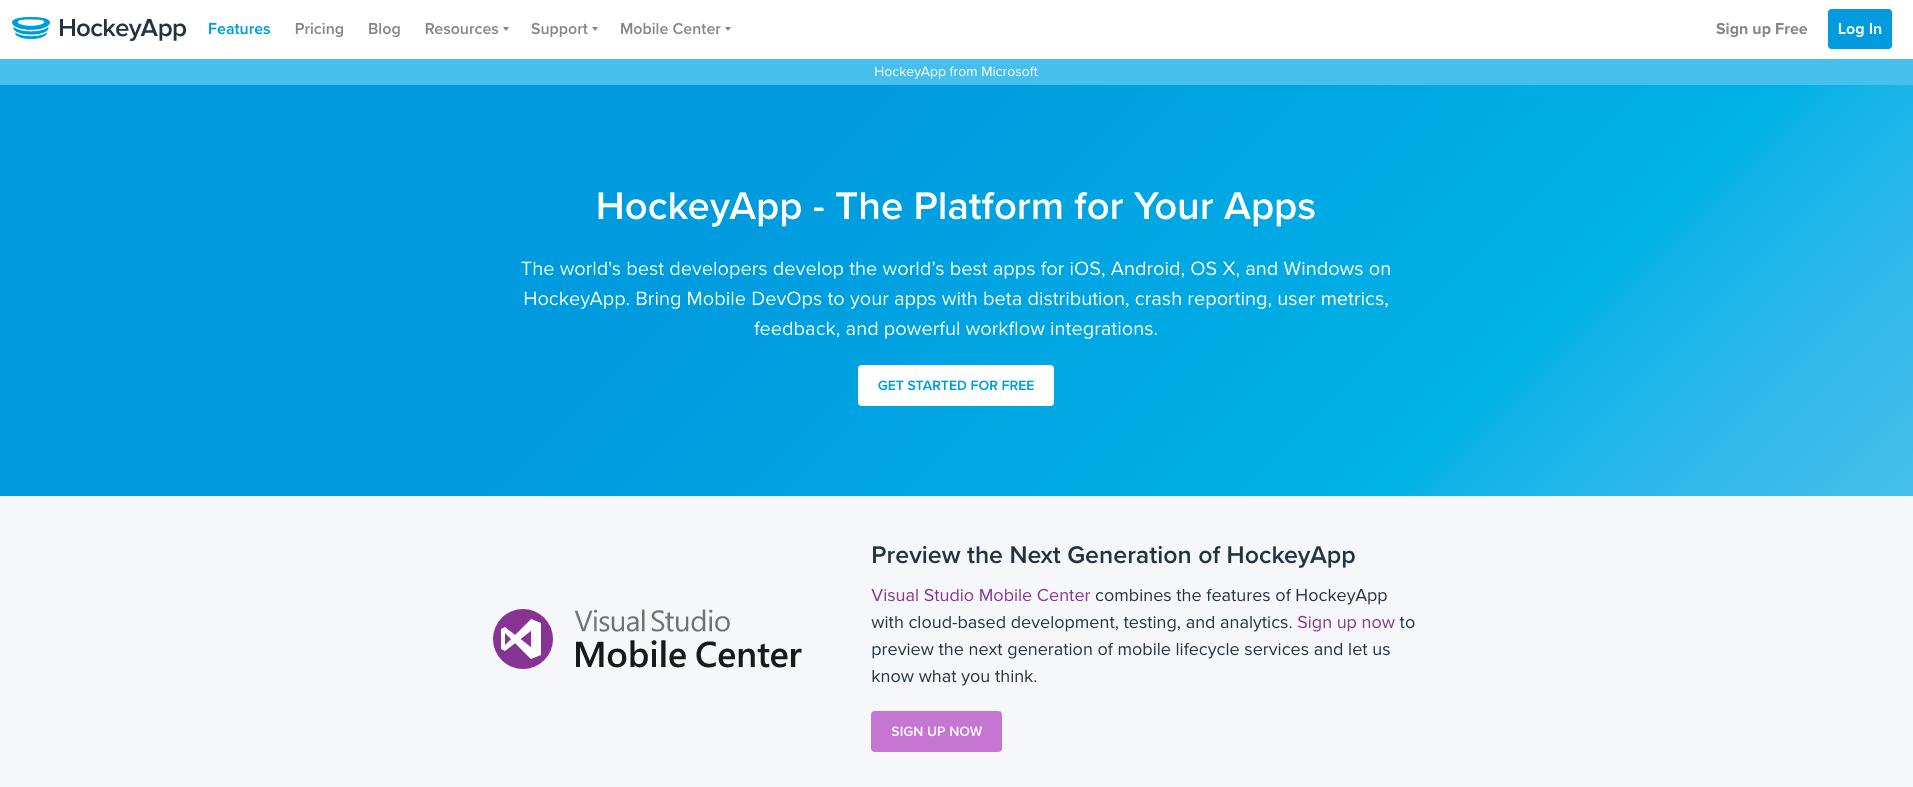 HockeyApp Features Pricing Blog Resources Support Mobile Center Sign up Free Log In
HockeyApp from Microsoft
HockeyApp - The Platform for Your Apps
The world's best developers develop the world’s best apps for iOS, Android, OS X, and Windows on
HockeyApp. Bring Mobile DevOps to your apps with beta distribution, crash reporting, user metrics,
feedback, and powerful workflow integrations.
GET STARTED FOR FREE
Visual Studio
Mobile Center
Preview the Next Generation of HockeyApp
Visual Studio Mobile Center combines the features of HockeyApp
with cloud-based development, testing, and analytics. Sign up now to
preview the next generation of mobile lifecycle services and let us
know what you think.
SIGN UP NOW